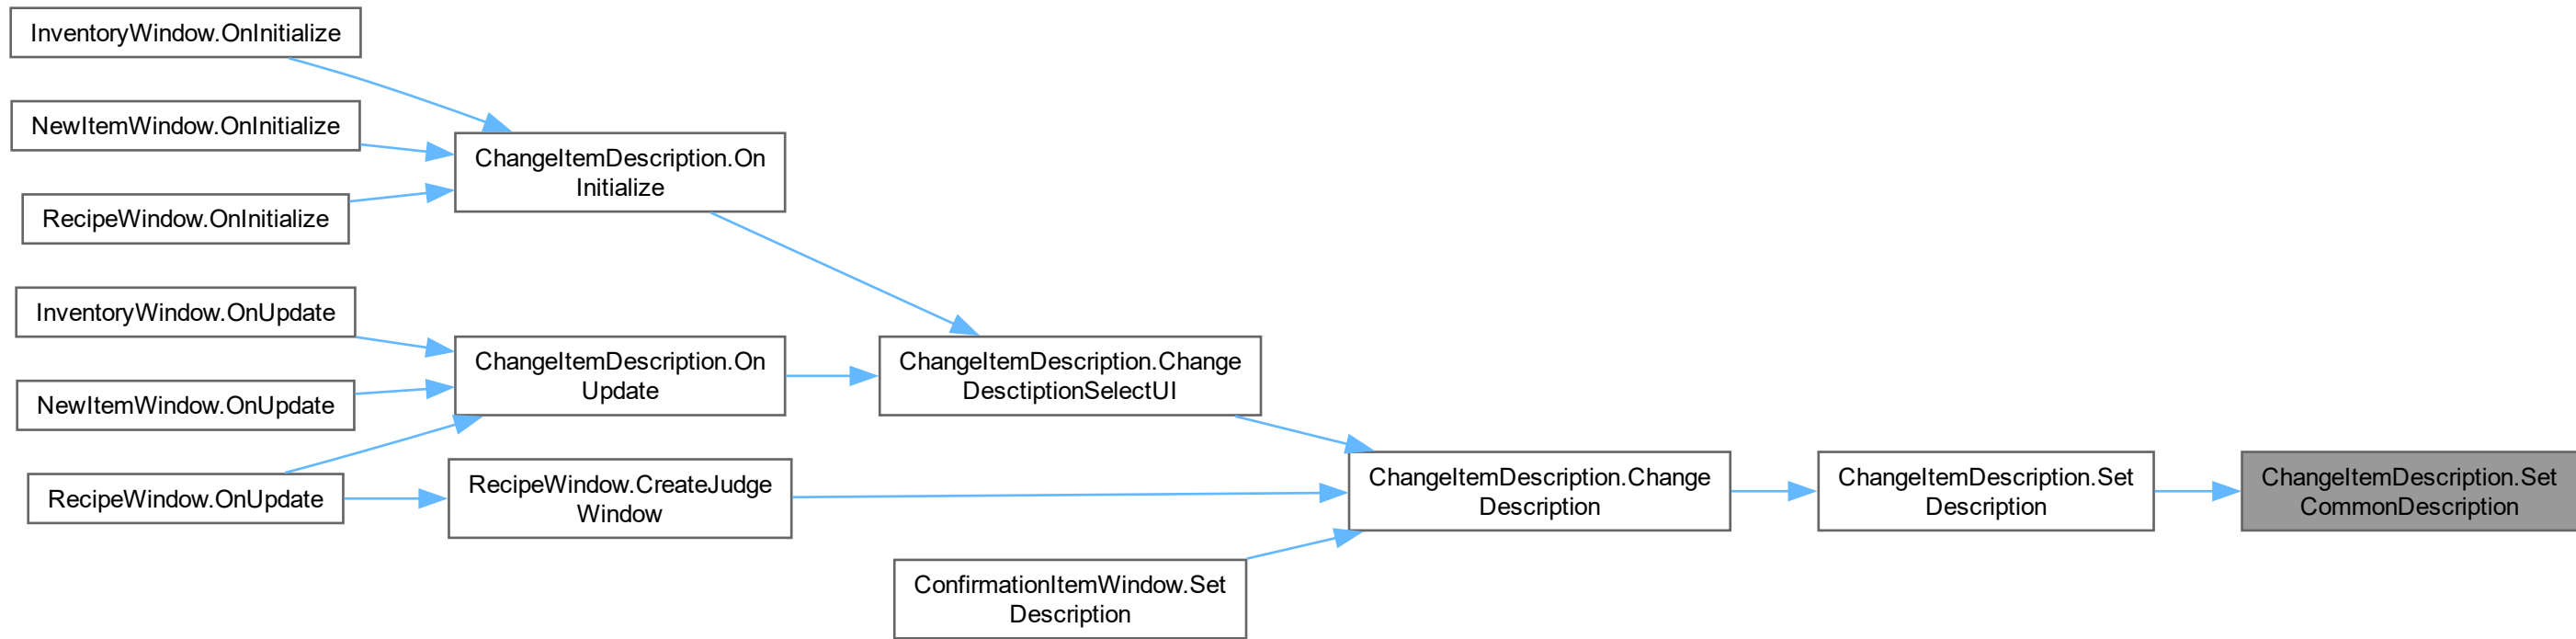 InventoryWindow.OnInitialize
NewItemWindow.OnInitialize
RecipeWindow.OnInitialize
InventoryWindow.OnUpdate
NewItemWindow.OnUpdate
RecipeWindow.OnUpdate
ChangeItemDescription.On
Initialize
ChangeItemDescription.On
Update
RecipeWindow.CreateJudge
Window
ChangeItemDescription.Change
DesctiptionSelectUI
ConfirmationItemWindow.Set
Description
ChangeItemDescription.Change
Description
ChangeItemDescription.Set
Description
ChangeItemDescription.Set
CommonDescription